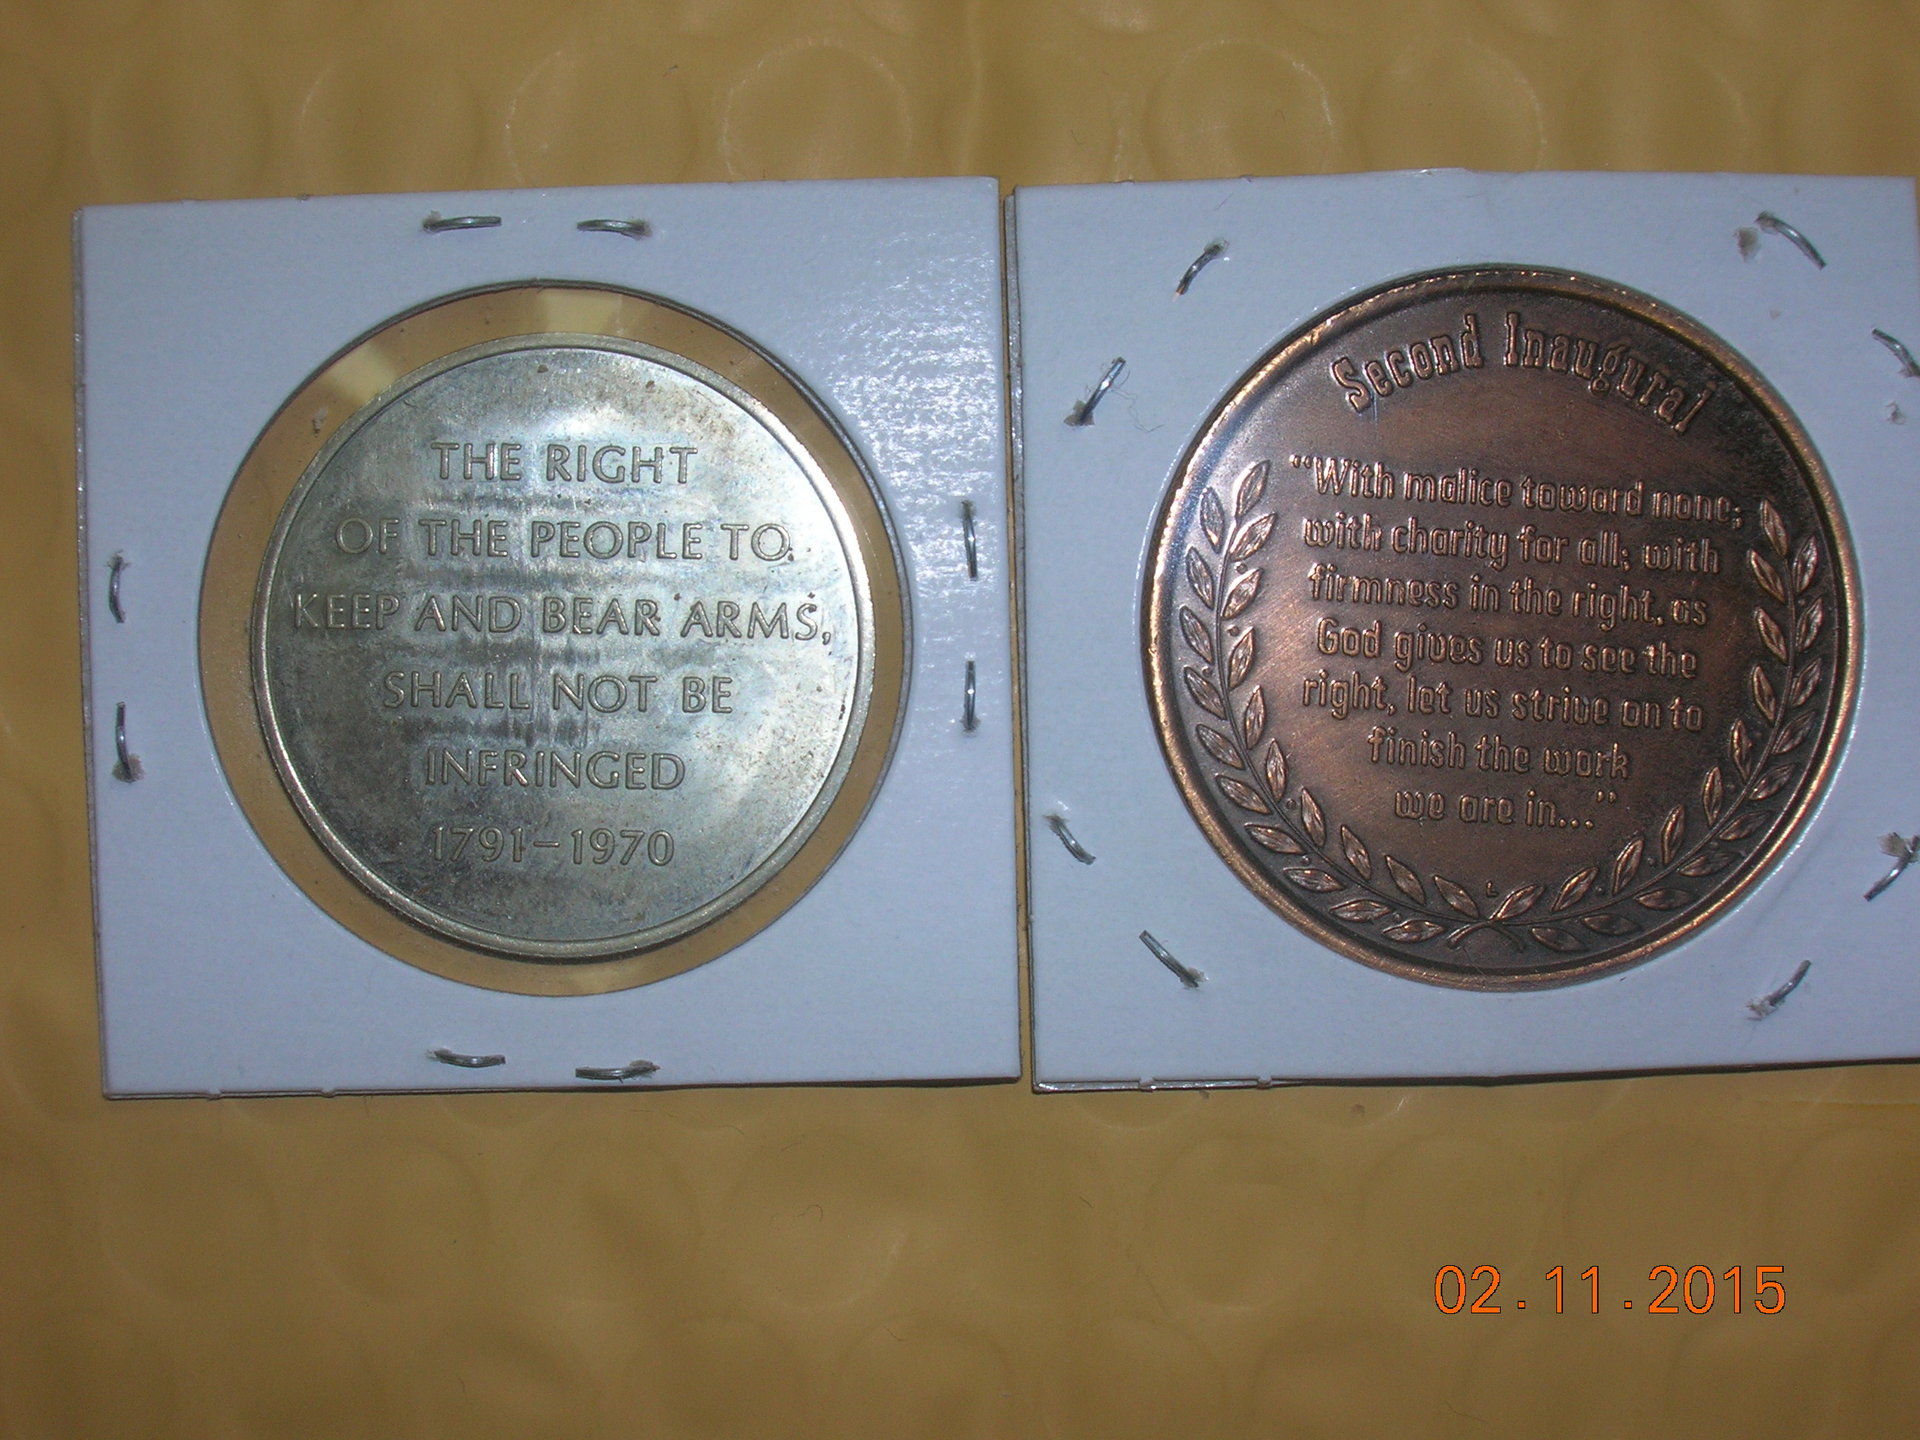 THE RIGHT
OF THE PEOPLE TO
KEEP AND BEAR ARMS,
SHALL NOT BE
INFRINGED
1791–1970
Second Inaugural
“With malice toward none;
with charity for all; with
firmness in the right, as
God gives us to see the
right, let us strive on to
finish the work
we are in...”
02.11.2015